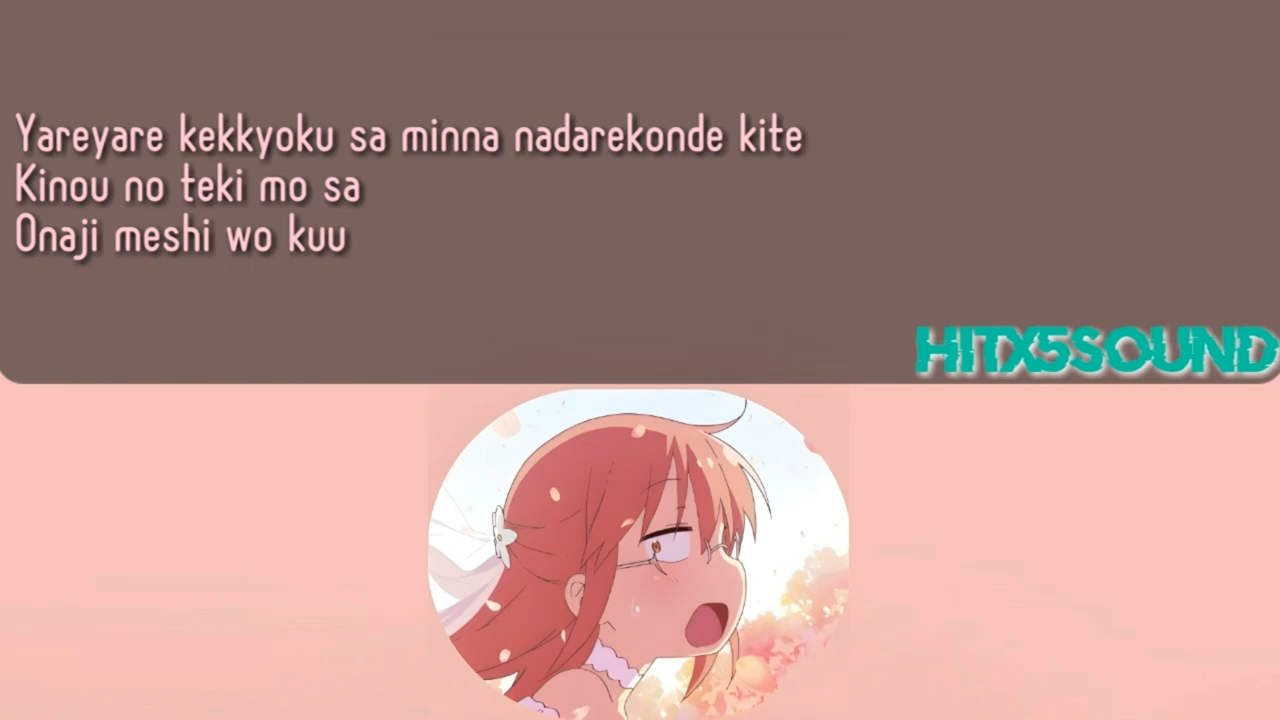 Yareyare kekkyoku sa minna nadarekonde kite
Kinou no teki mo sa
Onaji meshi wo kuu
HITX5SOUND